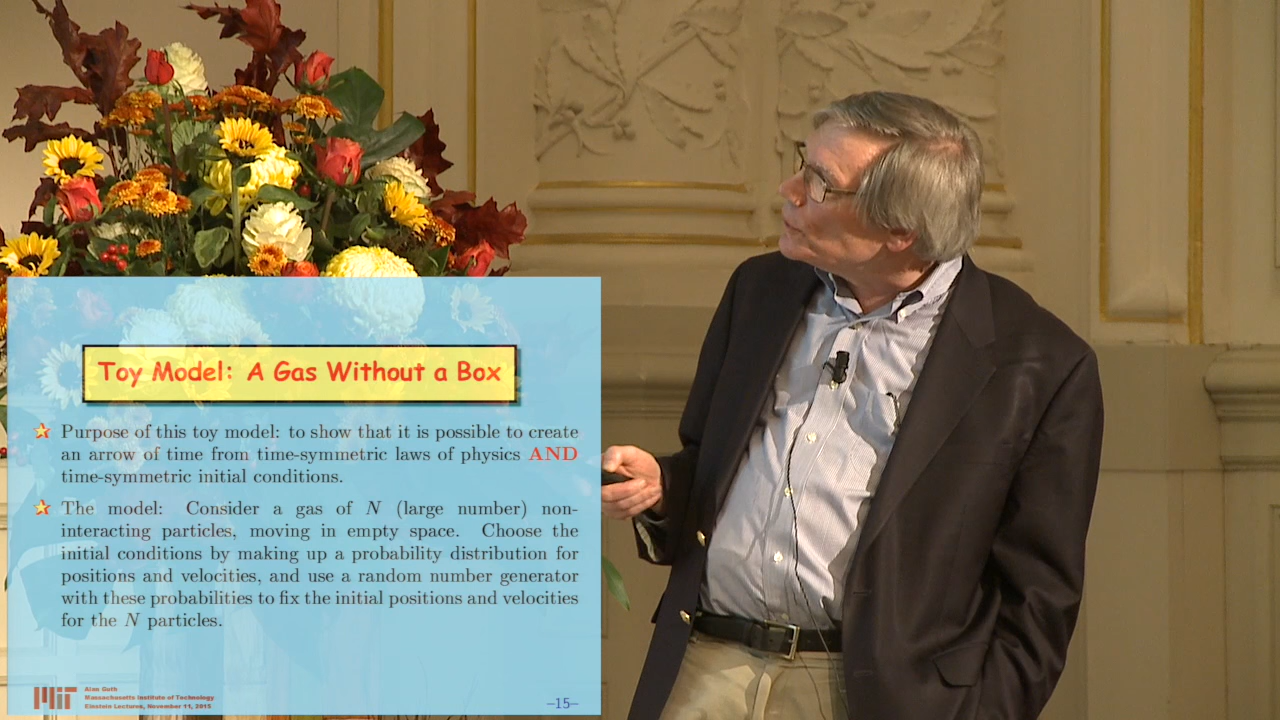 Toy Model: A Gas Without a Box
Purpose of this toy model: to show that it is possible to create
an arrow of time from time-symmetric laws of physics AND
time-symmetric initial conditions.
The model: Consider a gas of N (large number) non-
interacting particles, moving in empty space. Choose the
initial conditions by making up a probability distribution for
positions and velocities, and use a random number generator
with these probabilities to fix the initial positions and velocities
for the N particles.
MIT
Alan Guth
Massachusetts Institute of Technology
Einstein Lectures, November 11, 2015
–15–